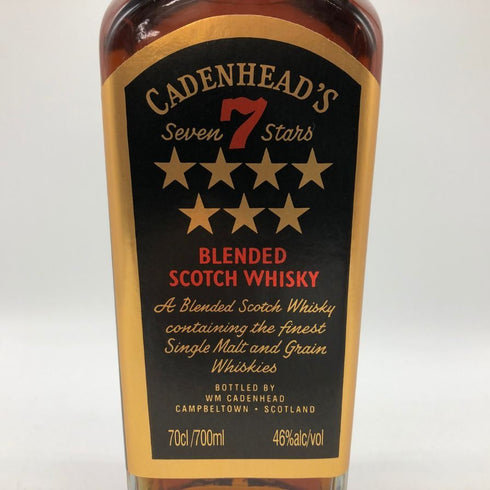 CADENHEAD'S
Seven 7 Stars
BLENDED
SCOTCH WHISKY
A Blended Scotch Whisky
containing the finest
Single Malt and Grain
Whiskies
BOTTLED BY
WM CADENHEAD
CAMPBELTOWN • SCOTLAND
70cl/700ml 46%alc/vol